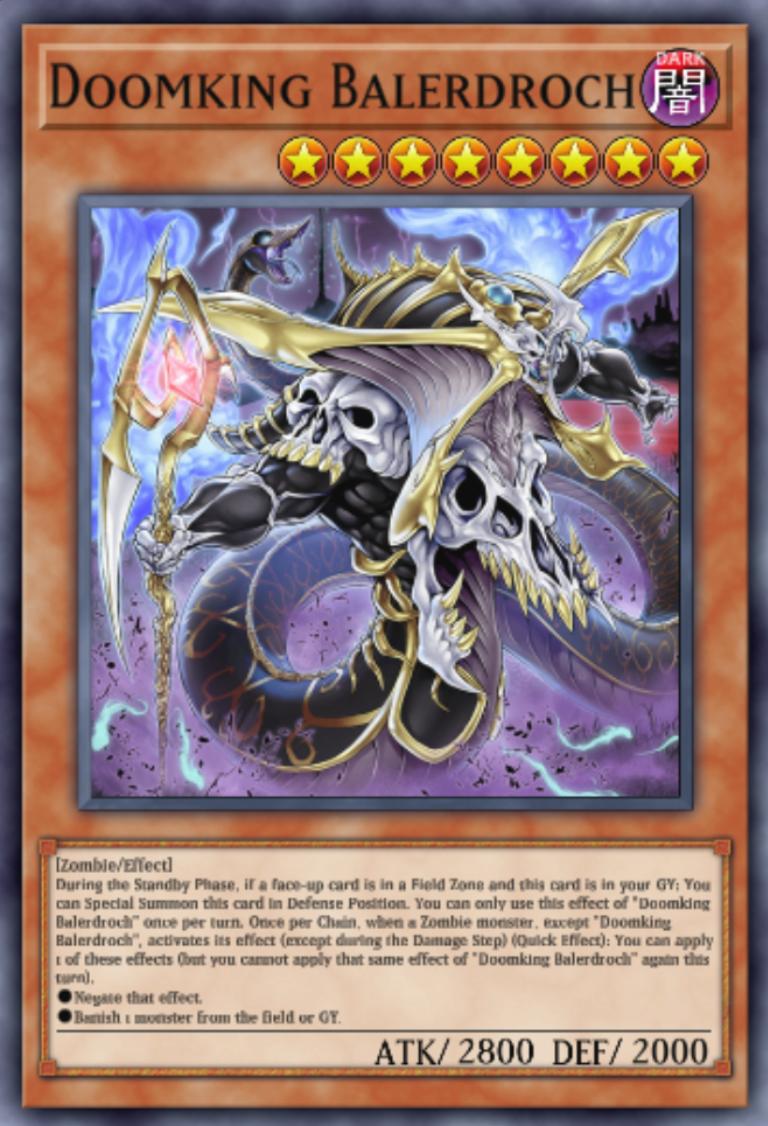 DOOMKING BALERDROCH
DARK
闇
[Zombie/Effect]
During the Standby Phase, if a face-up card is in a Field Zone and this card is in your GY: You
can Special Summon this card in Defense Position. You can only use this effect of "Doomking
Balerdroch" once per turn. Once per Chain, when a Zombie monster, except "Doomking
Balerdroch", activates its effect (except during the Damage Step) (Quick Effect): You can apply
1 of these effects (but you cannot apply that same effect of "Doomking Balerdroch" again this
turn).
●Negate that effect.
●Banish 1 monster from the field or GY.
ATK/ 2800 DEF/ 2000